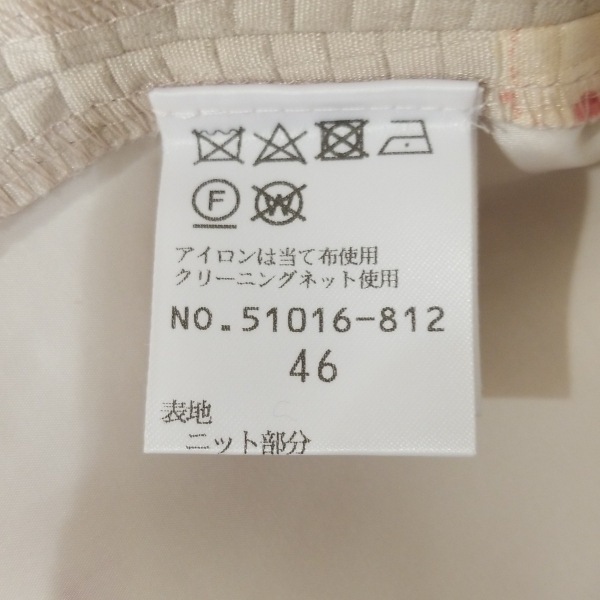 F W
アイロンは当て布使用
クリーニングネット使用
NO.51016-812
46
表地
ニット部分